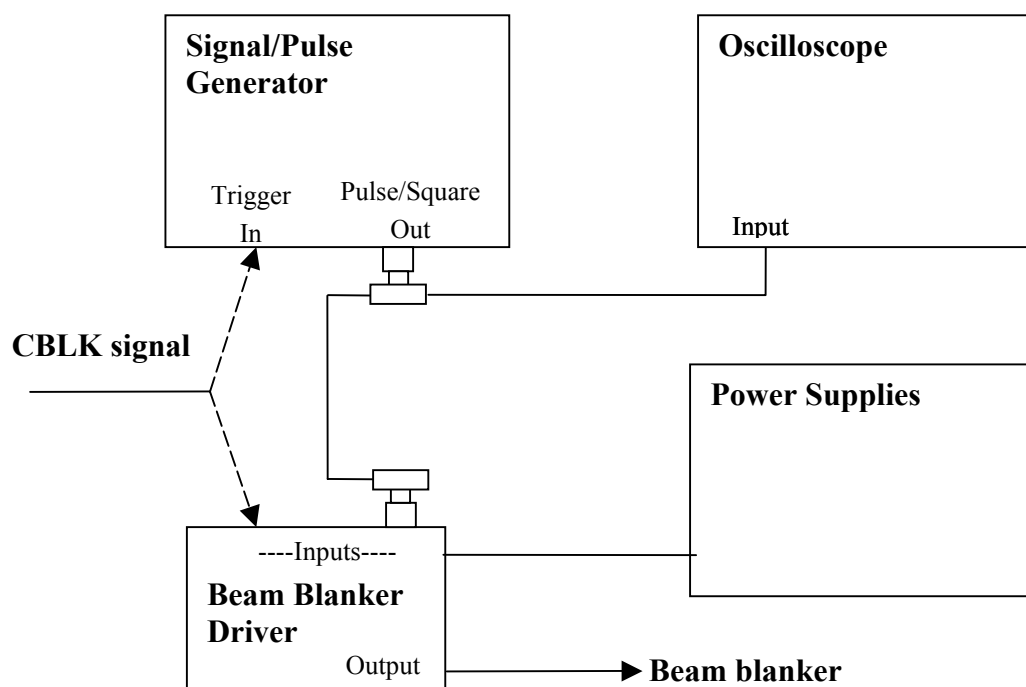 Signal/Pulse
Generator
Oscilloscope
Trigger
In
Pulse/Square
Out
Input
CBLK signal
Power Supplies
----Inputs----
Beam Blanker
Driver
Output
Beam blanker